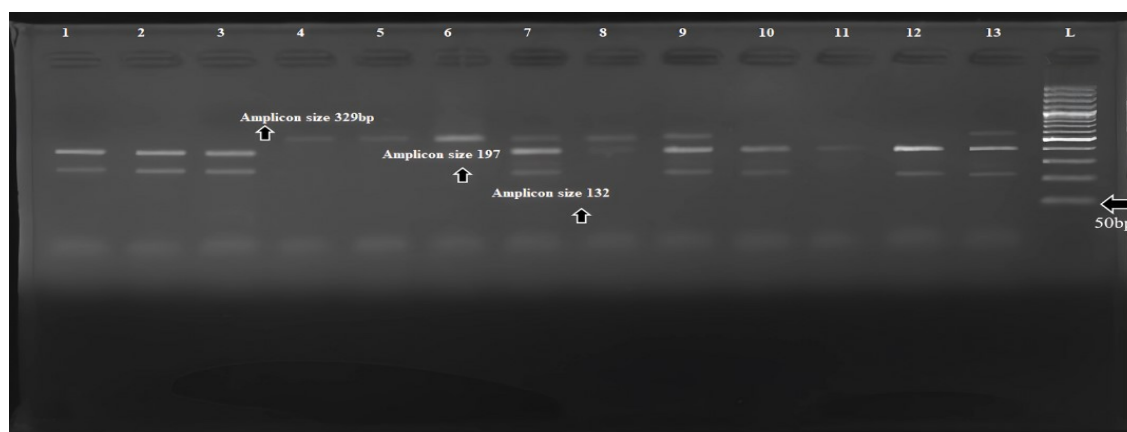 1 2 3 4 5 6 7 8 9 10 11 12 13 L
Amplicon size 329bp
Amplicon size 197
Amplicon size 132
50bp